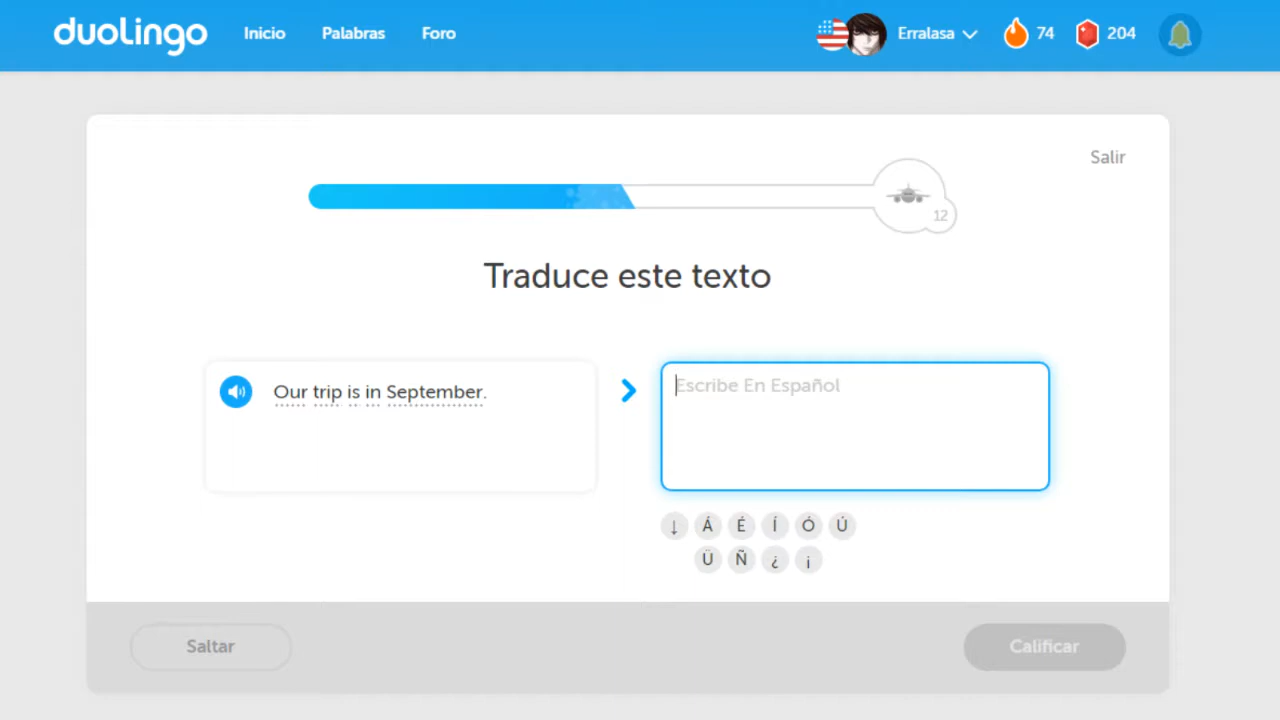 duolingo Inicio Palabras Foro Erralasa 74 204
Salir
12
Traduce este texto
Our trip is in September.
Escribe En Español
↓ Á É Í Ó Ú
Ü Ñ ¿ ¡
Saltar Calificar